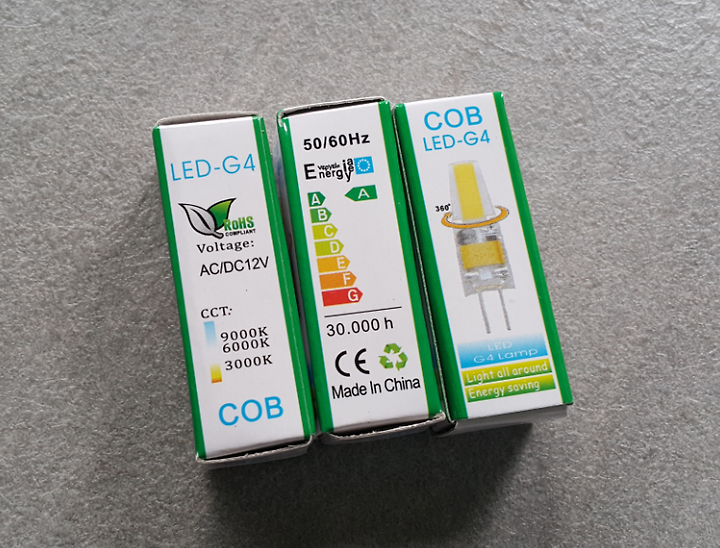 LED-G4
RoHS
COMPLIANT
Voltage:
AC/DC12V
CCT:
9000K
6000K
3000K
COB
50/60Hz
Energy
A
A
B
C
D
E
F
G
30.000 h
CE
Made In China
COB
LED-G4
360°
LED
G4 Lamp
Light all around
Energy saving